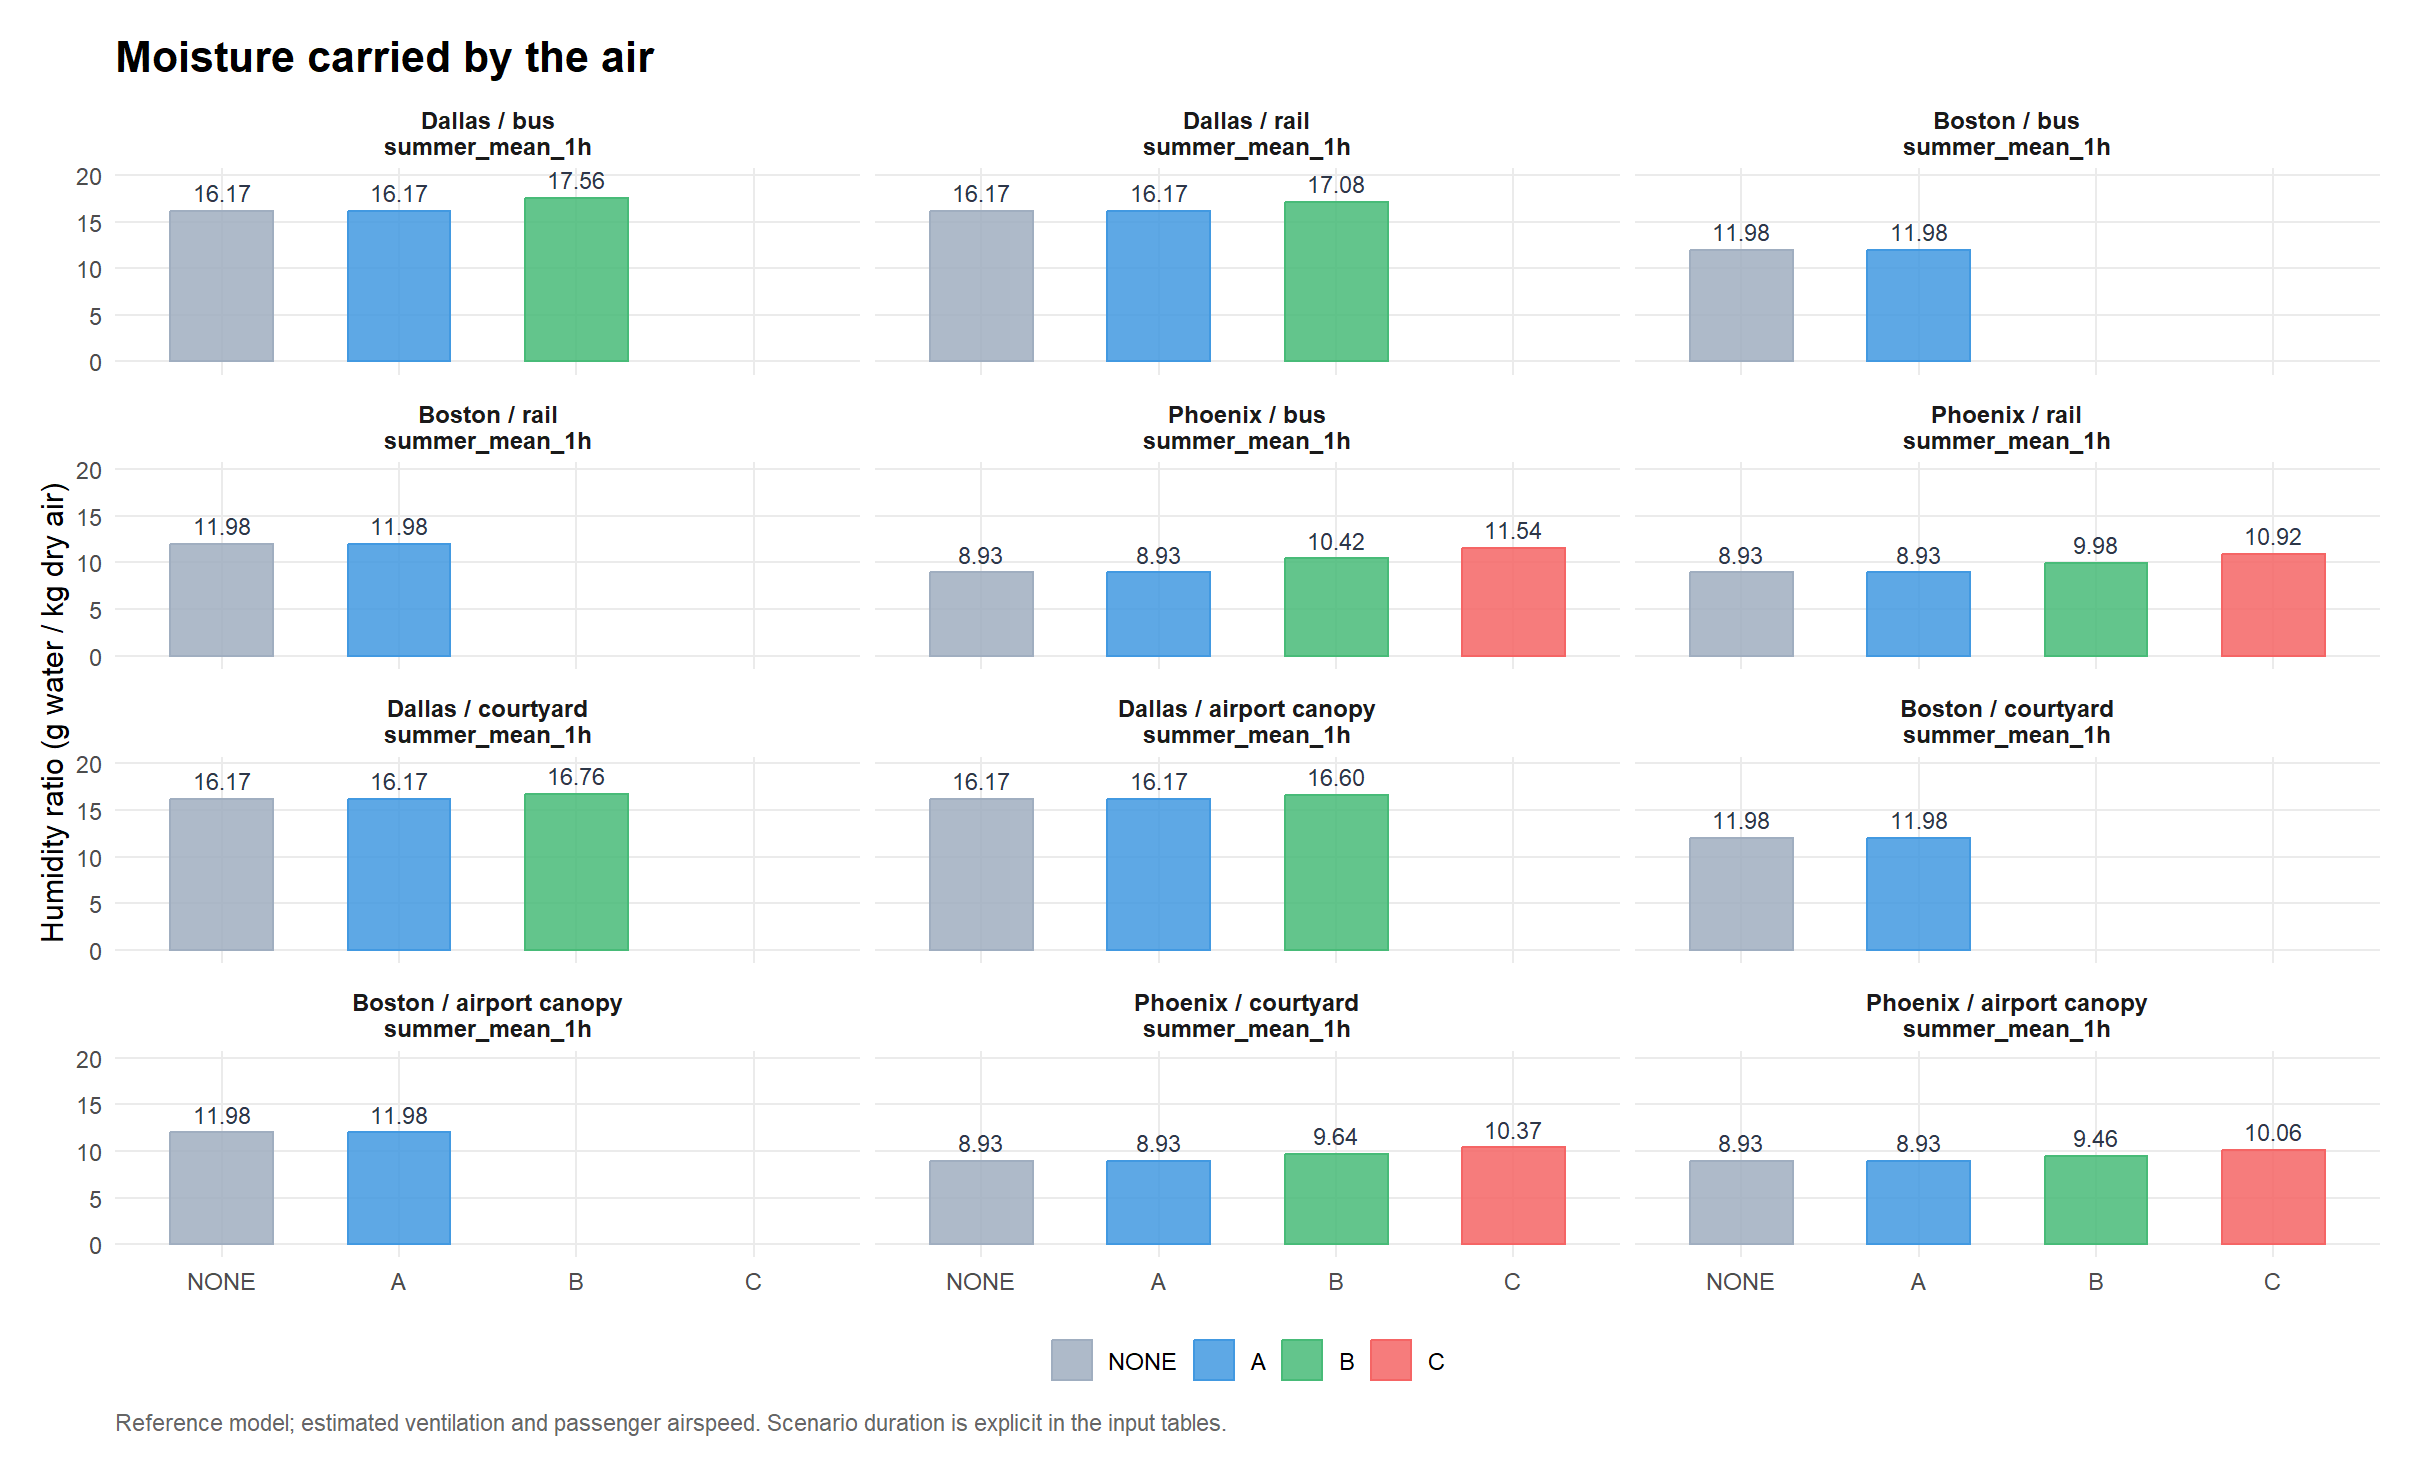 Moisture carried by the air
Humidity ratio (g water / kg dry air)
Dallas / bus
summer_mean_1h
Dallas / rail
summer_mean_1h
Boston / bus
summer_mean_1h
20
15
10
5
0
16.17
16.17
17.56
16.17
16.17
17.08
11.98
11.98
Boston / rail
summer_mean_1h
Phoenix / bus
summer_mean_1h
Phoenix / rail
summer_mean_1h
20
15
10
5
0
11.98
11.98
8.93
8.93
10.42
11.54
8.93
8.93
9.98
10.92
Dallas / courtyard
summer_mean_1h
Dallas / airport canopy
summer_mean_1h
Boston / courtyard
summer_mean_1h
20
15
10
5
0
16.17
16.17
16.76
16.17
16.17
16.60
11.98
11.98
Boston / airport canopy
summer_mean_1h
Phoenix / courtyard
summer_mean_1h
Phoenix / airport canopy
summer_mean_1h
20
15
10
5
0
11.98
11.98
8.93
8.93
9.64
10.37
8.93
8.93
9.46
10.06
NONE A B C
NONE A B C
NONE A B C
NONE A B C
Reference model; estimated ventilation and passenger airspeed. Scenario duration is explicit in the input tables.